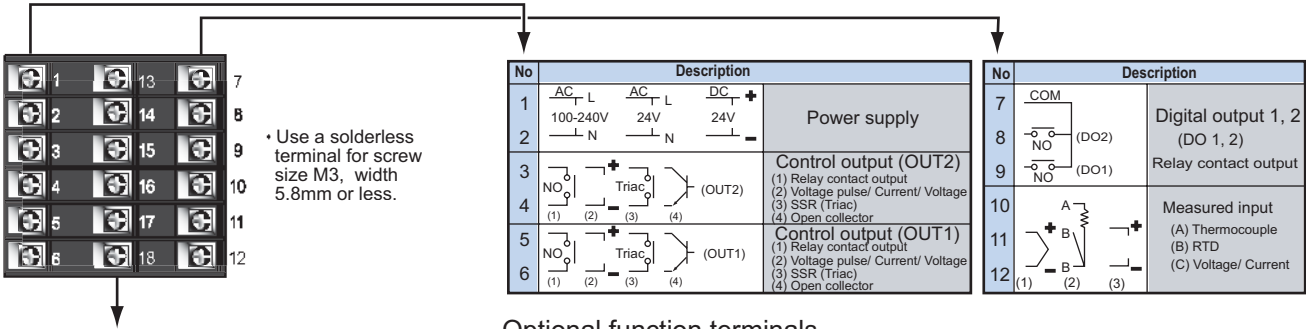 1 13 7
2 14 8
3 15 9
4 16 10
5 17 11
6 18 12
• Use a solderless
terminal for screw
size M3, width
5.8mm or less.
No Description
1 AC L AC L DC +
100-240V 24V 24V
2 N N –
Power supply
3 NO + Triac (OUT2)
4 (1) (2) – (3) (4)
Control output (OUT2)
(1) Relay contact output
(2) Voltage pulse/ Current/ Voltage
(3) SSR (Triac)
(4) Open collector
5 NO + Triac (OUT1)
6 (1) (2) – (3) (4)
Control output (OUT1)
(1) Relay contact output
(2) Voltage pulse/ Current/ Voltage
(3) SSR (Triac)
(4) Open collector
No Description
7 COM
8 NO (DO2)
9 NO (DO1)
Digital output 1, 2
(DO 1, 2)
Relay contact output
10 A
11 + B +
12 – B –
(1) (2) (3)
Measured input
(A) Thermocouple
(B) RTD
(C) Voltage/ Current
Optional function terminals